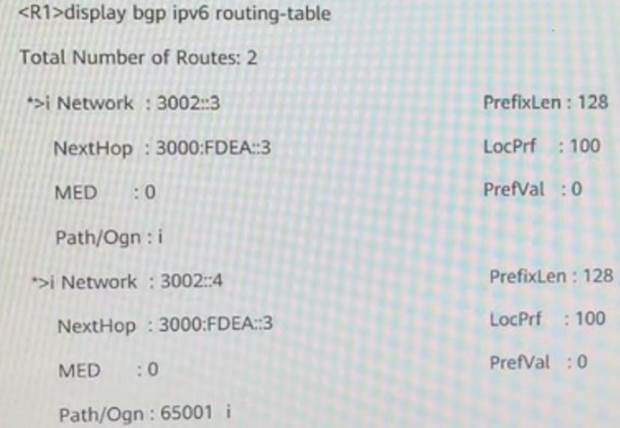 <R1>display bgp ipv6 routing-table
Total Number of Routes: 2
*>i Network : 3002::3 PrefixLen : 128
NextHop : 3000:FDEA::3 LocPrf : 100
MED : 0 PrefVal : 0
Path/Ogn : i
*>i Network : 3002::4 PrefixLen : 128
NextHop : 3000:FDEA::3 LocPrf : 100
MED : 0 PrefVal : 0
Path/Ogn : 65001 i